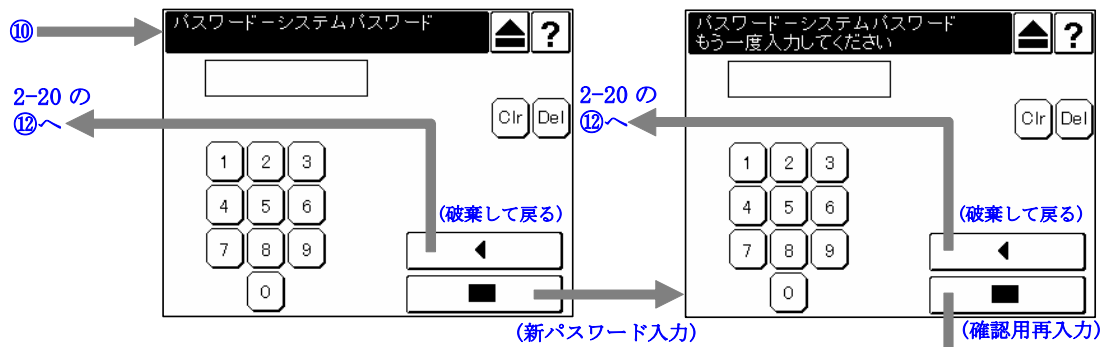 ⑩
パスワード-システムパスワード
?
2-20 の
⑫へ
Clr Del
1 2 3
4 5 6
7 8 9
0
(破棄して戻る)
(新パスワード入力)
パスワード-システムパスワード
もう一度入力してください
?
2-20 の
⑫へ
Clr Del
1 2 3
4 5 6
7 8 9
0
(破棄して戻る)
(確認用再入力)